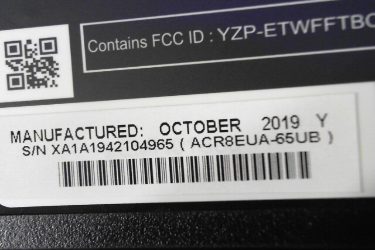 Contains FCC ID : YZP-ETWFFTBC
MANUFACTURED: OCTOBER 2019 Y
S/N XA1A1942104965 ( ACR8EUA-65UB )